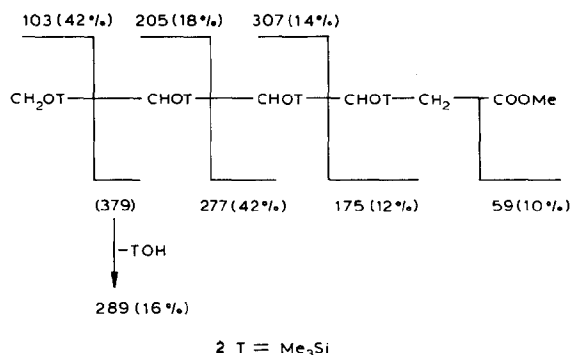 103 (42%) 205 (18%) 307 (14%)
CH₂OT CHOT CHOT CHOT CH₂ COOMe
(379) 277 (42%) 175 (12%) 59 (10%)
-TOH
289 (16%)
2 T = Me₃Si